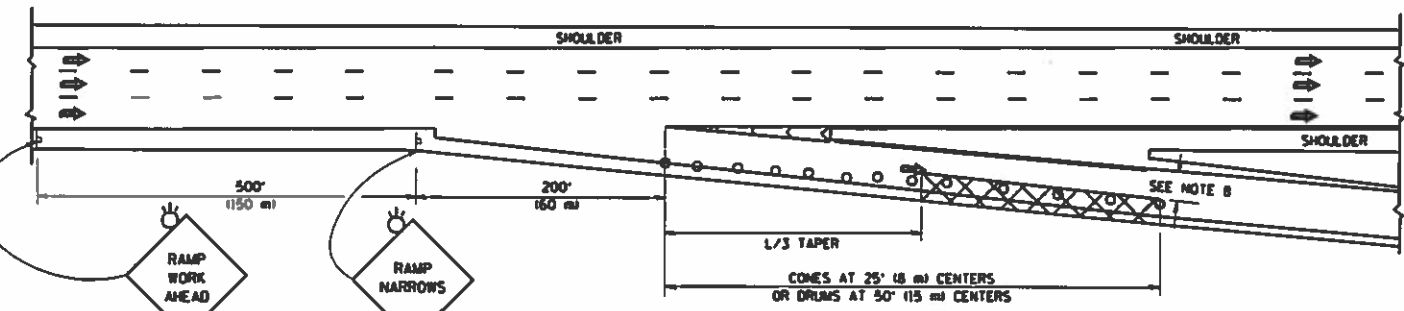 SHOULDER
SHOULDER
SHOULDER
500'
(150 m)
200'
(60 m)
SEE NOTE 8
L/3 TAPER
RAMP
WORK
AHEAD
RAMP
NARROWS
CONES AT 25' (8 m) CENTERS
OR DRUMS AT 50' (15 m) CENTERS